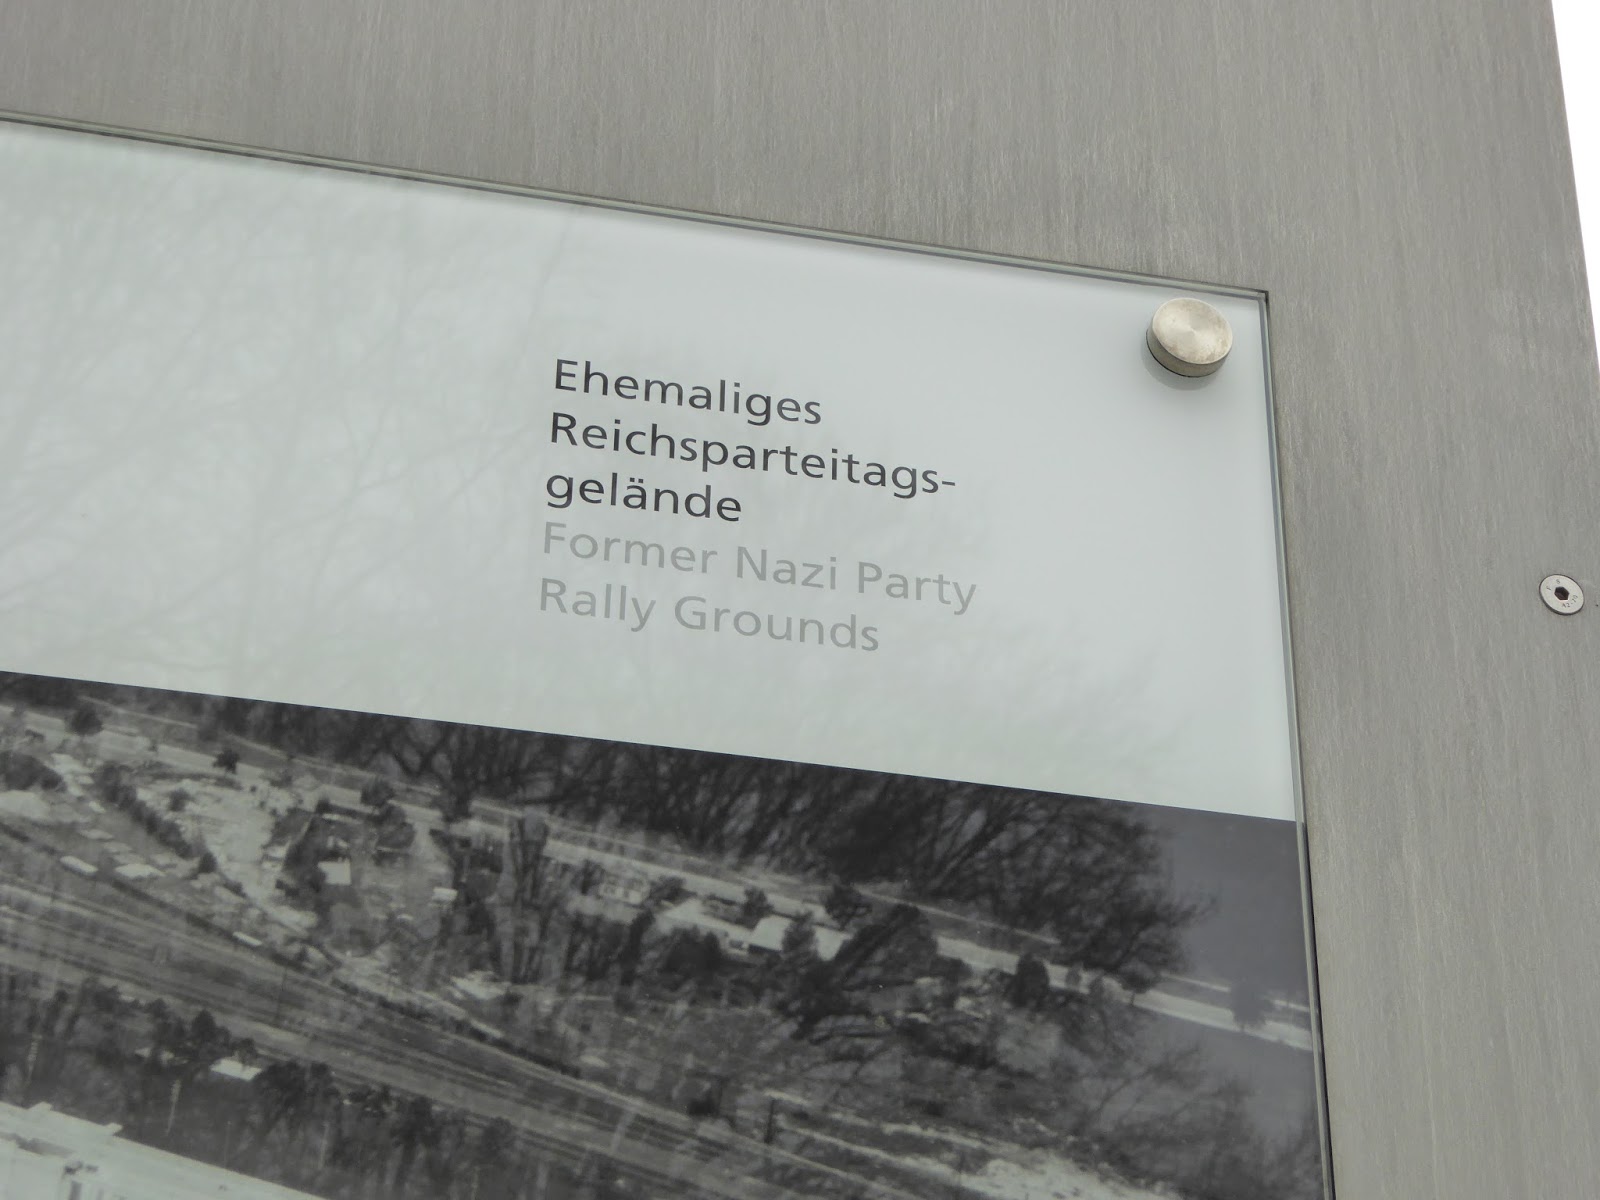 Ehemaliges
Reichsparteitags-
gelände
Former Nazi Party
Rally Grounds